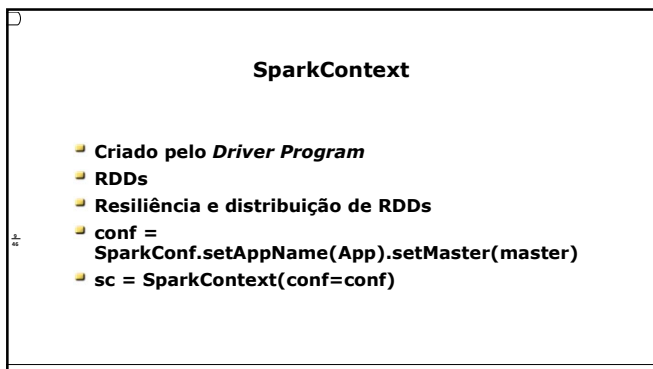 SparkContext
Criado pelo Driver Program
RDDs
Resiliência e distribuição de RDDs
conf =
SparkConf.setAppName(App).setMaster(master)
sc = SparkContext(conf=conf)